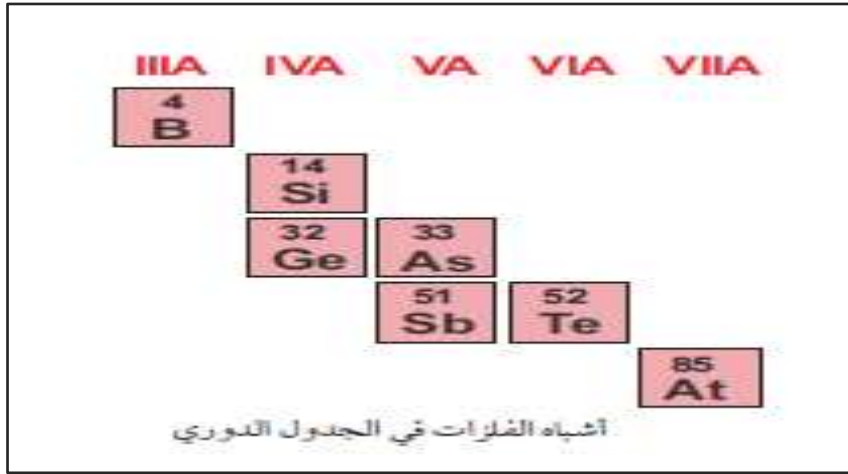 IIIA IVA VA VIA VIIA
4
B
14
Si
32 33
Ge As
51 52
Sb Te
85
At
أشباه الفلزات في الجدول الدوري